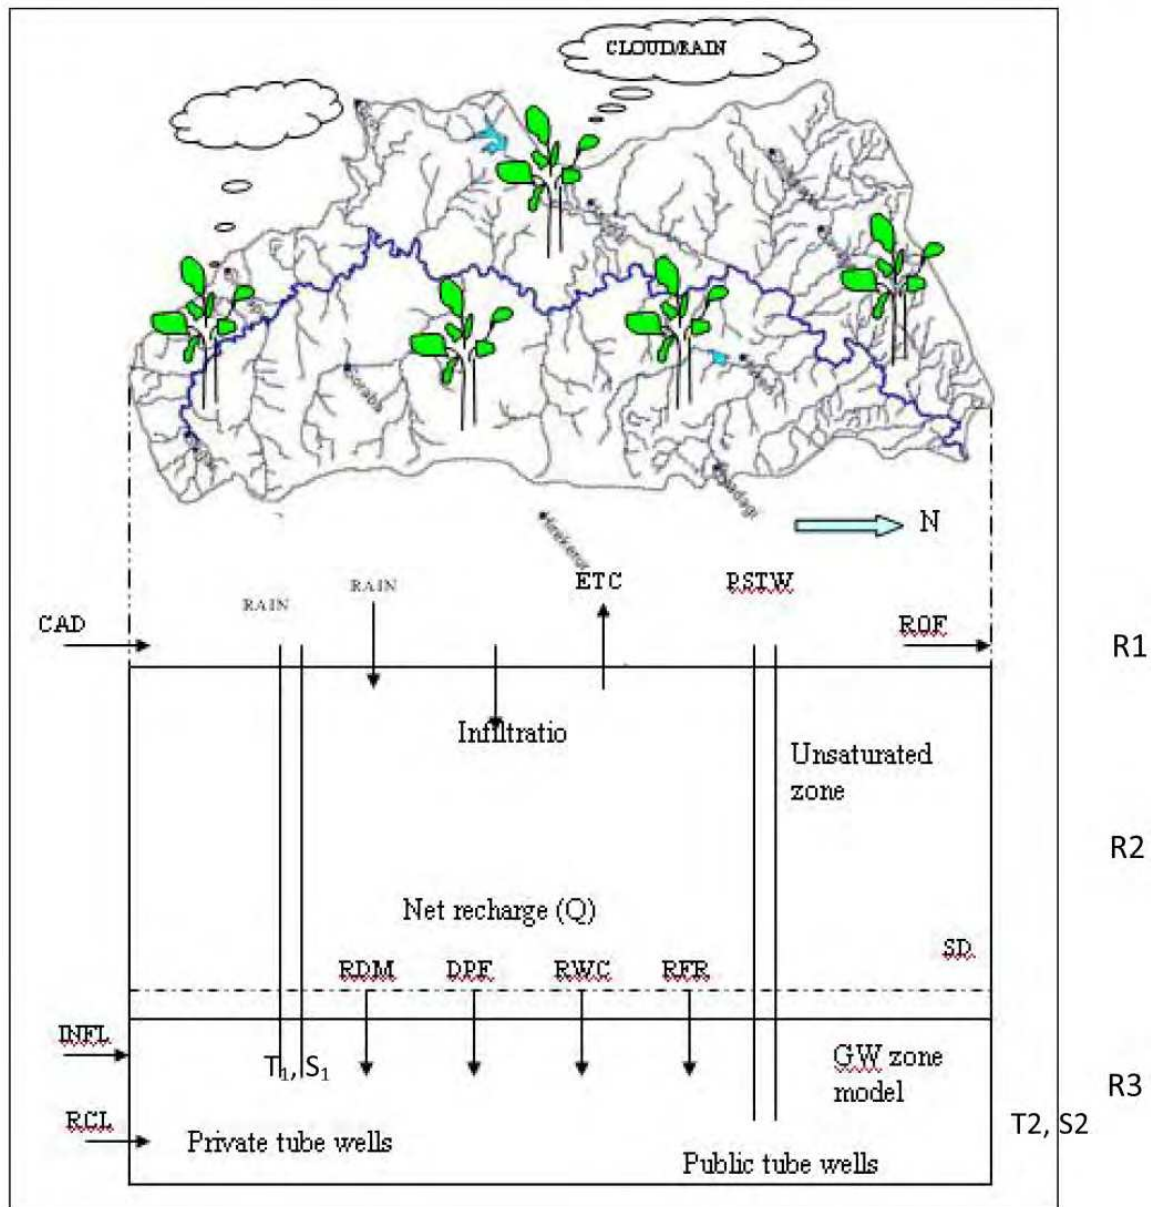 CLOUD/RAIN
Soraba
N
RAIN
RAIN
ETC
PSTW
CAD
ROF
R1
Infiltratio
Unsaturated
zone
R2
Net recharge (Q)
SD
RDM
DPF
RWC
RFR
INFL
T1, S1
GW zone
model
R3
RCL
T2, S2
Private tube wells
Public tube wells